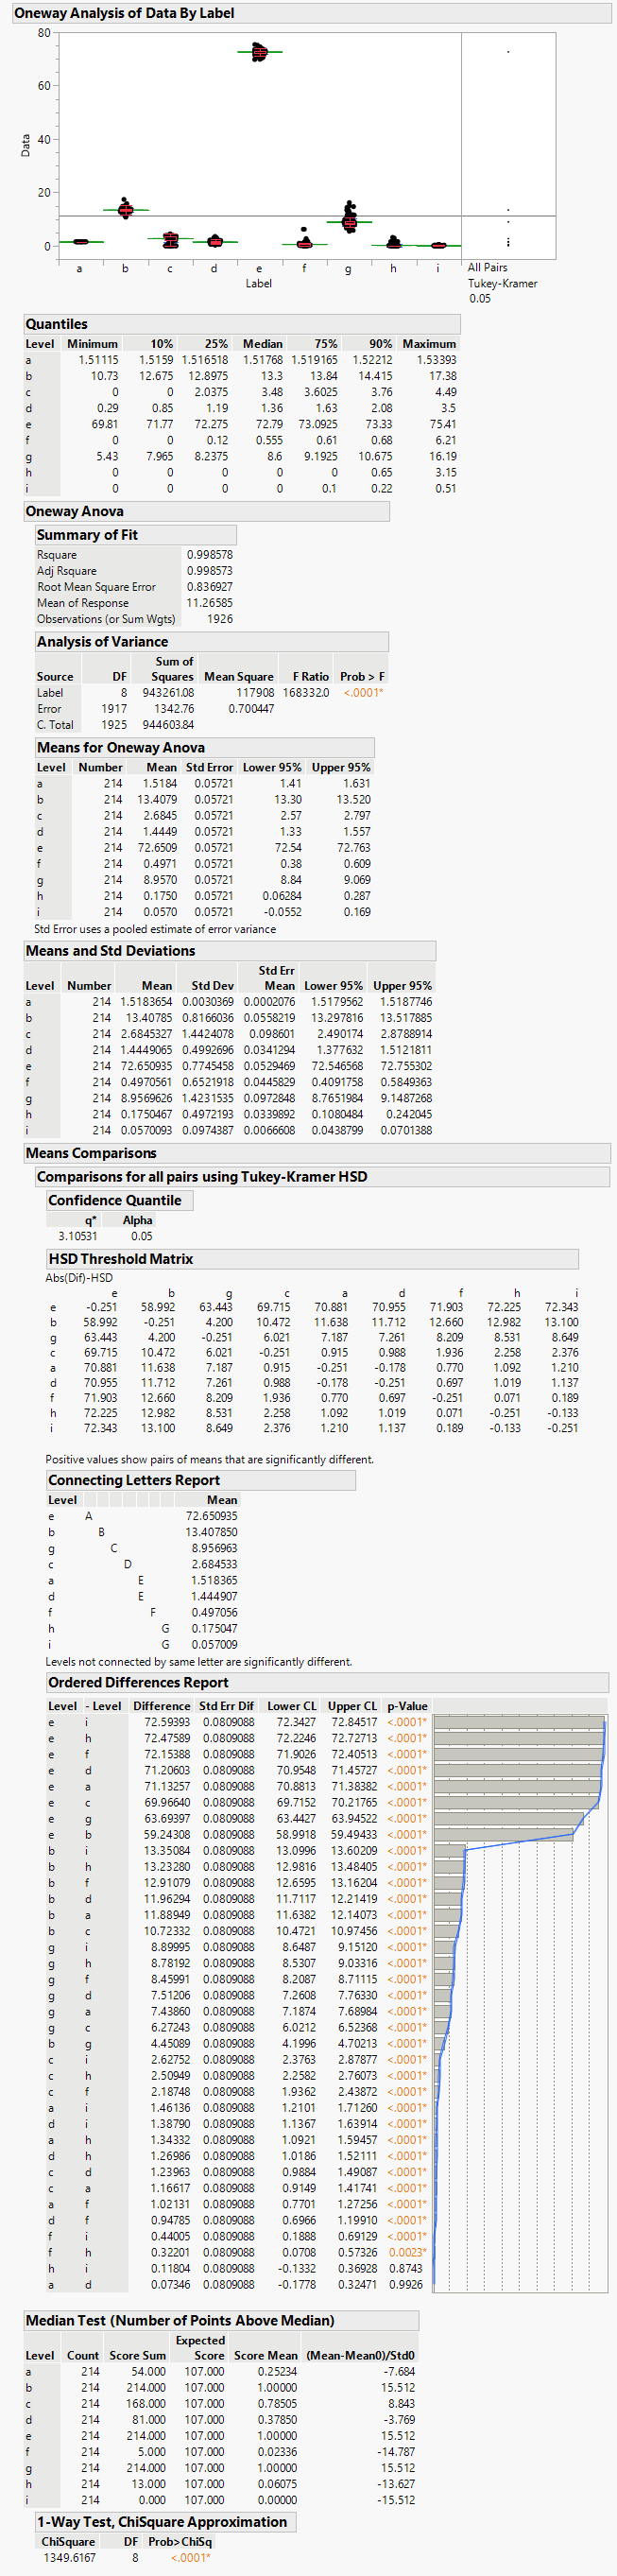 Oneway Analysis of Data By Label
80
60
40
20
0
Data
a b c d e f g h i
Label
All Pairs
Tukey-Kramer
0.05
Quantiles
Level Minimum 10% 25% Median 75% 90% Maximum
a 1.51115 1.5159 1.516518 1.51768 1.519165 1.52212 1.53393
b 10.73 12.675 12.8975 13.3 13.84 14.415 17.38
c 0 0 2.0375 3.48 3.6025 3.76 4.49
d 0.29 0.85 1.19 1.36 1.63 2.08 3.5
e 69.81 71.77 72.275 72.79 73.0925 73.33 75.41
f 0 0 0.12 0.555 0.61 0.68 6.21
g 5.43 7.965 8.2375 8.6 9.1925 10.675 16.19
h 0 0 0 0 0 0.65 3.15
i 0 0 0 0 0.1 0.22 0.51
Oneway Anova
Summary of Fit
Rsquare 0.998578
Adj Rsquare 0.998573
Root Mean Square Error 0.836927
Mean of Response 11.26585
Observations (or Sum Wgts) 1926
Analysis of Variance
Sum of
Source DF Squares Mean Square F Ratio Prob > F
Label 8 943261.08 117908 168332.0 <.0001*
Error 1917 1342.76 0.700447
C. Total 1925 944603.84
Means for Oneway Anova
Level Number Mean Std Error Lower 95% Upper 95%
a 214 1.5184 0.05721 1.41 1.631
b 214 13.4079 0.05721 13.30 13.520
c 214 2.6845 0.05721 2.57 2.797
d 214 1.4449 0.05721 1.33 1.557
e 214 72.6509 0.05721 72.54 72.763
f 214 0.4971 0.05721 0.38 0.609
g 214 8.9570 0.05721 8.84 9.069
h 214 0.1750 0.05721 0.06284 0.287
i 214 0.0570 0.05721 -0.0552 0.169
Std Error uses a pooled estimate of error variance
Means and Std Deviations
Std Err
Level Number Mean Std Dev Mean Lower 95% Upper 95%
a 214 1.5183654 0.0030369 0.0002076 1.5179562 1.5187746
b 214 13.40785 0.8166036 0.0558219 13.297816 13.517885
c 214 2.6845327 1.4424078 0.098601 2.490174 2.8788914
d 214 1.4449065 0.4992696 0.0341294 1.377632 1.5121811
e 214 72.650935 0.7745458 0.0529469 72.546568 72.755302
f 214 0.4970561 0.6521918 0.0445829 0.4091758 0.5849363
g 214 8.9569626 1.4231535 0.0972848 8.7651984 9.1487268
h 214 0.1750467 0.4972193 0.0339892 0.1080484 0.242045
i 214 0.0570093 0.0974387 0.0066608 0.0438799 0.0701388
Means Comparisons
Comparisons for all pairs using Tukey-Kramer HSD
Confidence Quantile
q* Alpha
3.10531 0.05
HSD Threshold Matrix
Abs(Dif)-HSD
e b g c a d f h i
e -0.251 58.992 63.443 69.715 70.881 70.955 71.903 72.225 72.343
b 58.992 -0.251 4.200 10.472 11.638 11.712 12.660 12.982 13.100
g 63.443 4.200 -0.251 6.021 7.187 7.261 8.209 8.531 8.649
c 69.715 10.472 6.021 -0.251 0.915 0.988 1.936 2.258 2.376
a 70.881 11.638 7.187 0.915 -0.251 -0.178 0.770 1.092 1.210
d 70.955 11.712 7.261 0.988 -0.178 -0.251 0.697 1.019 1.137
f 71.903 12.660 8.209 1.936 0.770 0.697 -0.251 0.071 0.189
h 72.225 12.982 8.531 2.258 1.092 1.019 0.071 -0.251 -0.133
i 72.343 13.100 8.649 2.376 1.210 1.137 0.189 -0.133 -0.251
Positive values show pairs of means that are significantly different.
Connecting Letters Report
Level Mean
e A 72.650935
b B 13.407850
g C 8.956963
c D 2.684533
a E 1.518365
d E 1.444907
f F 0.497056
h G 0.175047
i G 0.057009
Levels not connected by same letter are significantly different.
Ordered Differences Report
Level - Level Difference Std Err Dif Lower CL Upper CL p-Value
e i 72.59393 0.0809088 72.3427 72.84517 <.0001*
e h 72.47589 0.0809088 72.2246 72.72713 <.0001*
e f 72.15388 0.0809088 71.9026 72.40513 <.0001*
e d 71.20603 0.0809088 70.9548 71.45727 <.0001*
e a 71.13257 0.0809088 70.8813 71.38382 <.0001*
e c 69.96640 0.0809088 69.7152 70.21765 <.0001*
e g 63.69397 0.0809088 63.4427 63.94522 <.0001*
e b 59.24308 0.0809088 58.9918 59.49433 <.0001*
b i 13.35084 0.0809088 13.0996 13.60209 <.0001*
b h 13.23280 0.0809088 12.9816 13.48405 <.0001*
b f 12.91079 0.0809088 12.6595 13.16204 <.0001*
b d 11.96294 0.0809088 11.7117 12.21419 <.0001*
b a 11.88949 0.0809088 11.6382 12.14073 <.0001*
b c 10.72332 0.0809088 10.4721 10.97456 <.0001*
g i 8.89995 0.0809088 8.6487 9.15120 <.0001*
g h 8.78192 0.0809088 8.5307 9.03316 <.0001*
g f 8.45991 0.0809088 8.2087 8.71115 <.0001*
g d 7.51206 0.0809088 7.2608 7.76330 <.0001*
g a 7.43860 0.0809088 7.1874 7.68984 <.0001*
g c 6.27243 0.0809088 6.0212 6.52368 <.0001*
b g 4.45089 0.0809088 4.1996 4.70213 <.0001*
c i 2.62752 0.0809088 2.3763 2.87877 <.0001*
c h 2.50949 0.0809088 2.2582 2.76073 <.0001*
c f 2.18748 0.0809088 1.9362 2.43872 <.0001*
a i 1.46136 0.0809088 1.2101 1.71260 <.0001*
d i 1.38790 0.0809088 1.1367 1.63914 <.0001*
a h 1.34332 0.0809088 1.0921 1.59457 <.0001*
d h 1.26986 0.0809088 1.0186 1.52111 <.0001*
c d 1.23963 0.0809088 0.9884 1.49087 <.0001*
c a 1.16617 0.0809088 0.9149 1.41741 <.0001*
a f 1.02131 0.0809088 0.7701 1.27256 <.0001*
d f 0.94785 0.0809088 0.6966 1.19910 <.0001*
f i 0.44005 0.0809088 0.1888 0.69129 <.0001*
f h 0.32201 0.0809088 0.0708 0.57326 0.0023*
h i 0.11804 0.0809088 -0.1332 0.36928 0.8743
a d 0.07346 0.0809088 -0.1778 0.32471 0.9926
Median Test (Number of Points Above Median)
Expected
Level Count Score Sum Score Score Mean (Mean-Mean0)/Std0
a 214 54.000 107.000 0.25234 -7.684
b 214 214.000 107.000 1.00000 15.512
c 214 168.000 107.000 0.78505 8.843
d 214 81.000 107.000 0.37850 -3.769
e 214 214.000 107.000 1.00000 15.512
f 214 5.000 107.000 0.02336 -14.787
g 214 214.000 107.000 1.00000 15.512
h 214 13.000 107.000 0.06075 -13.627
i 214 0.000 107.000 0.00000 -15.512
1-Way Test, ChiSquare Approximation
ChiSquare DF Prob>ChiSq
1349.6167 8 <.0001*